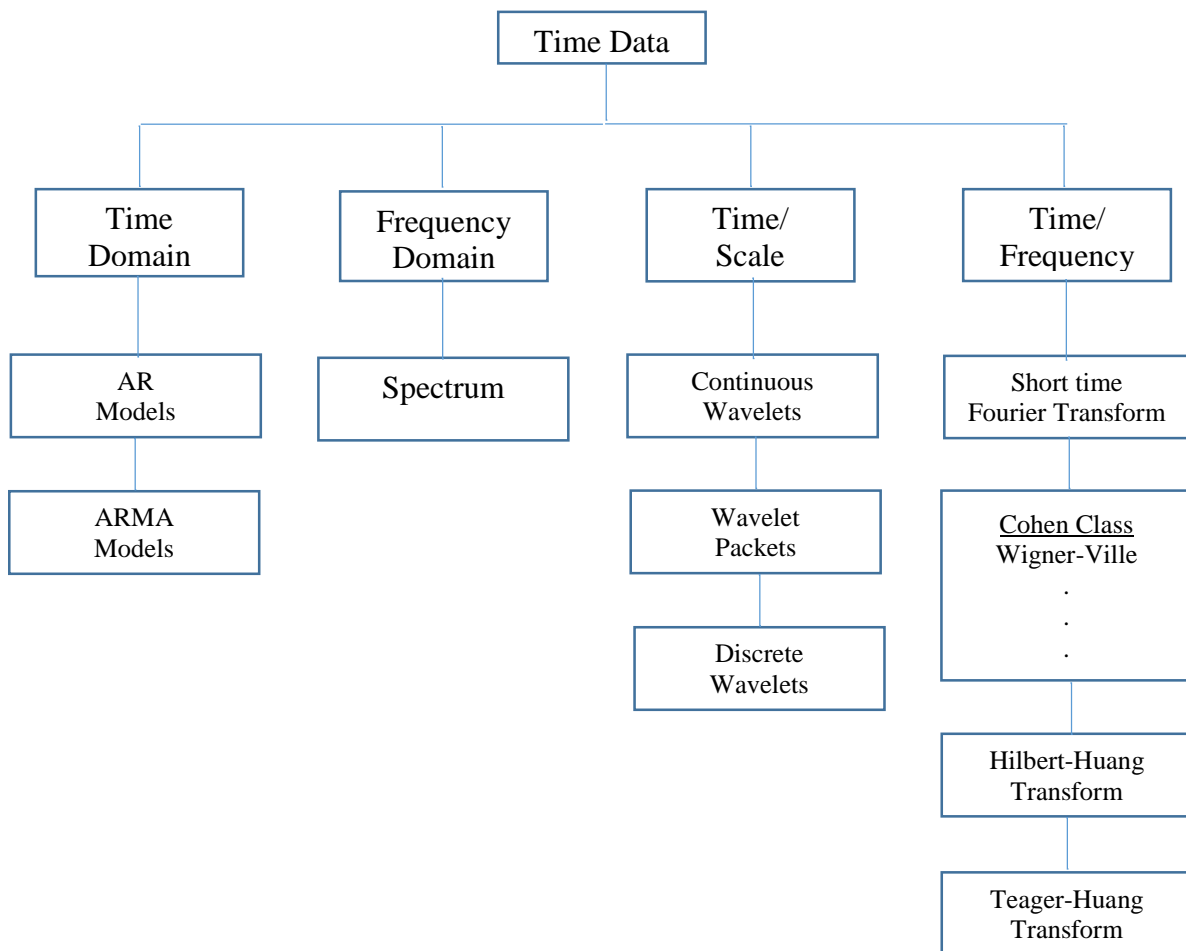 Time Data
Time
Domain
Frequency
Domain
Time/
Scale
Time/
Frequency
AR
Models
Spectrum
Continuous
Wavelets
Short time
Fourier Transform
ARMA
Models
Wavelet
Packets
Cohen Class
Wigner-Ville
.
.
.
Discrete
Wavelets
Hilbert-Huang
Transform
Teager-Huang
Transform